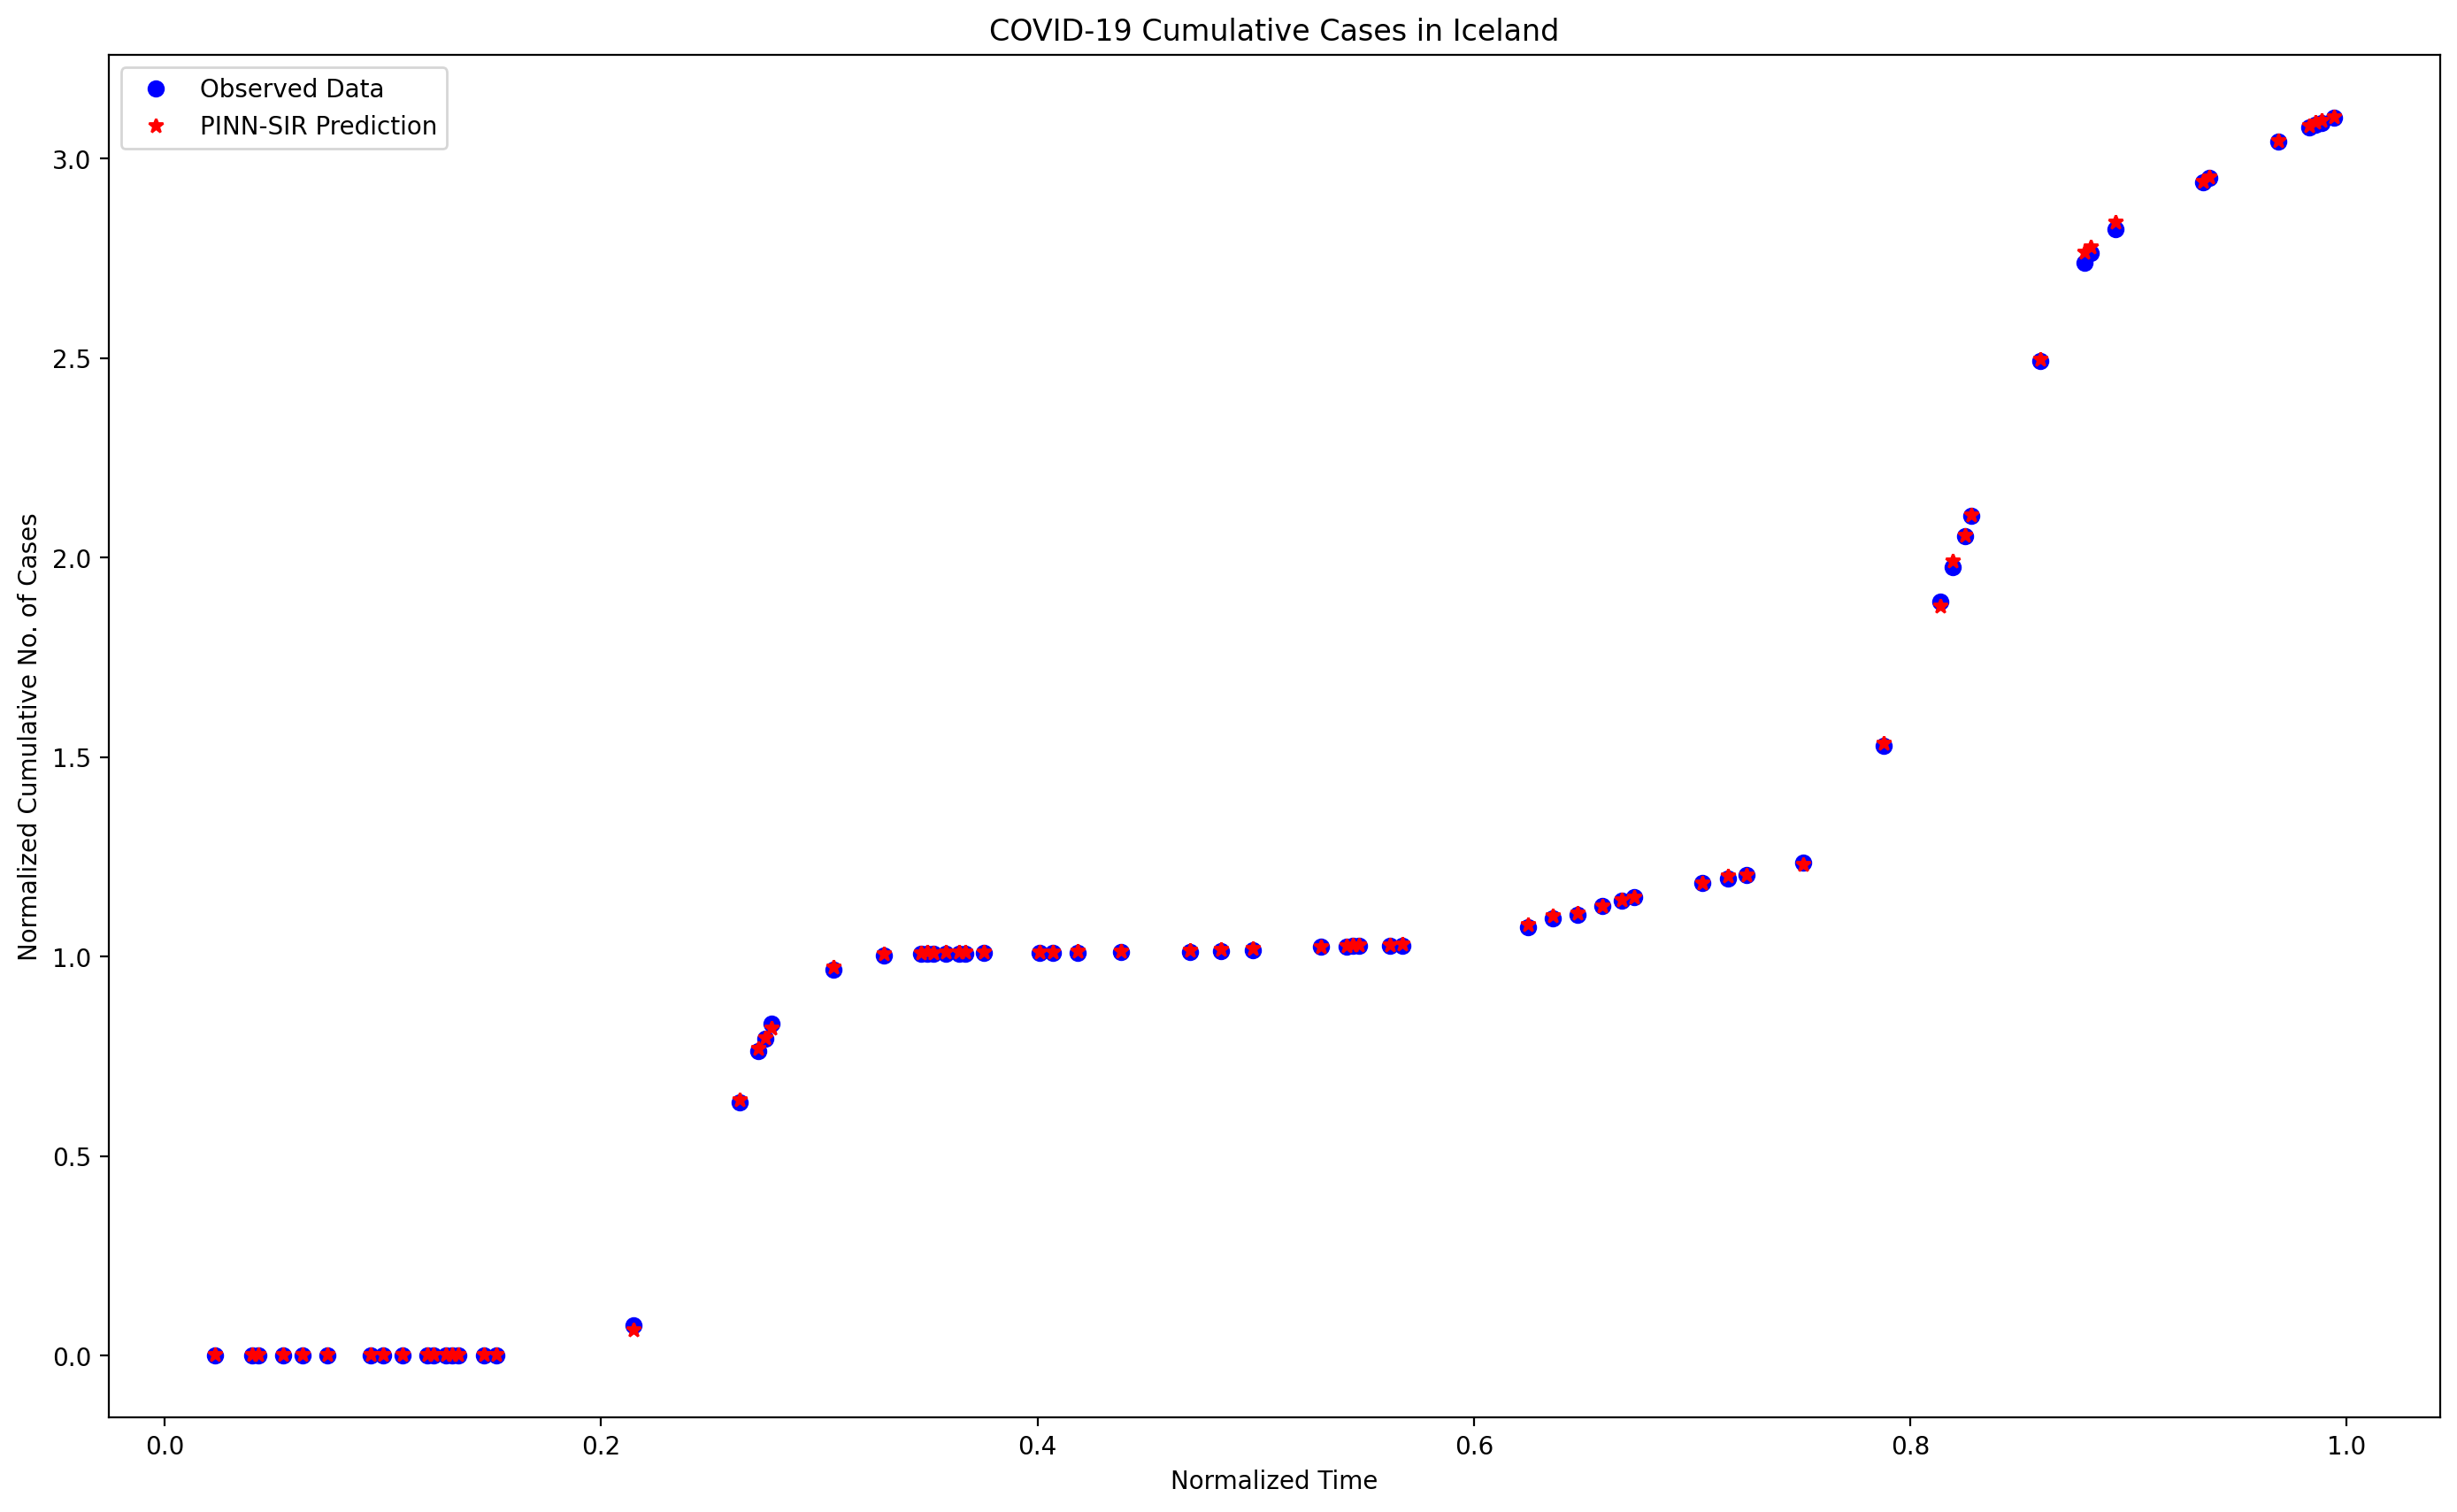 COVID-19 Cumulative Cases in Iceland
Observed Data
PINN-SIR Prediction
3.0
2.5
2.0
1.5
1.0
0.5
0.0
Normalized Cumulative No. of Cases
0.0 0.2 0.4 0.6 0.8 1.0
Normalized Time